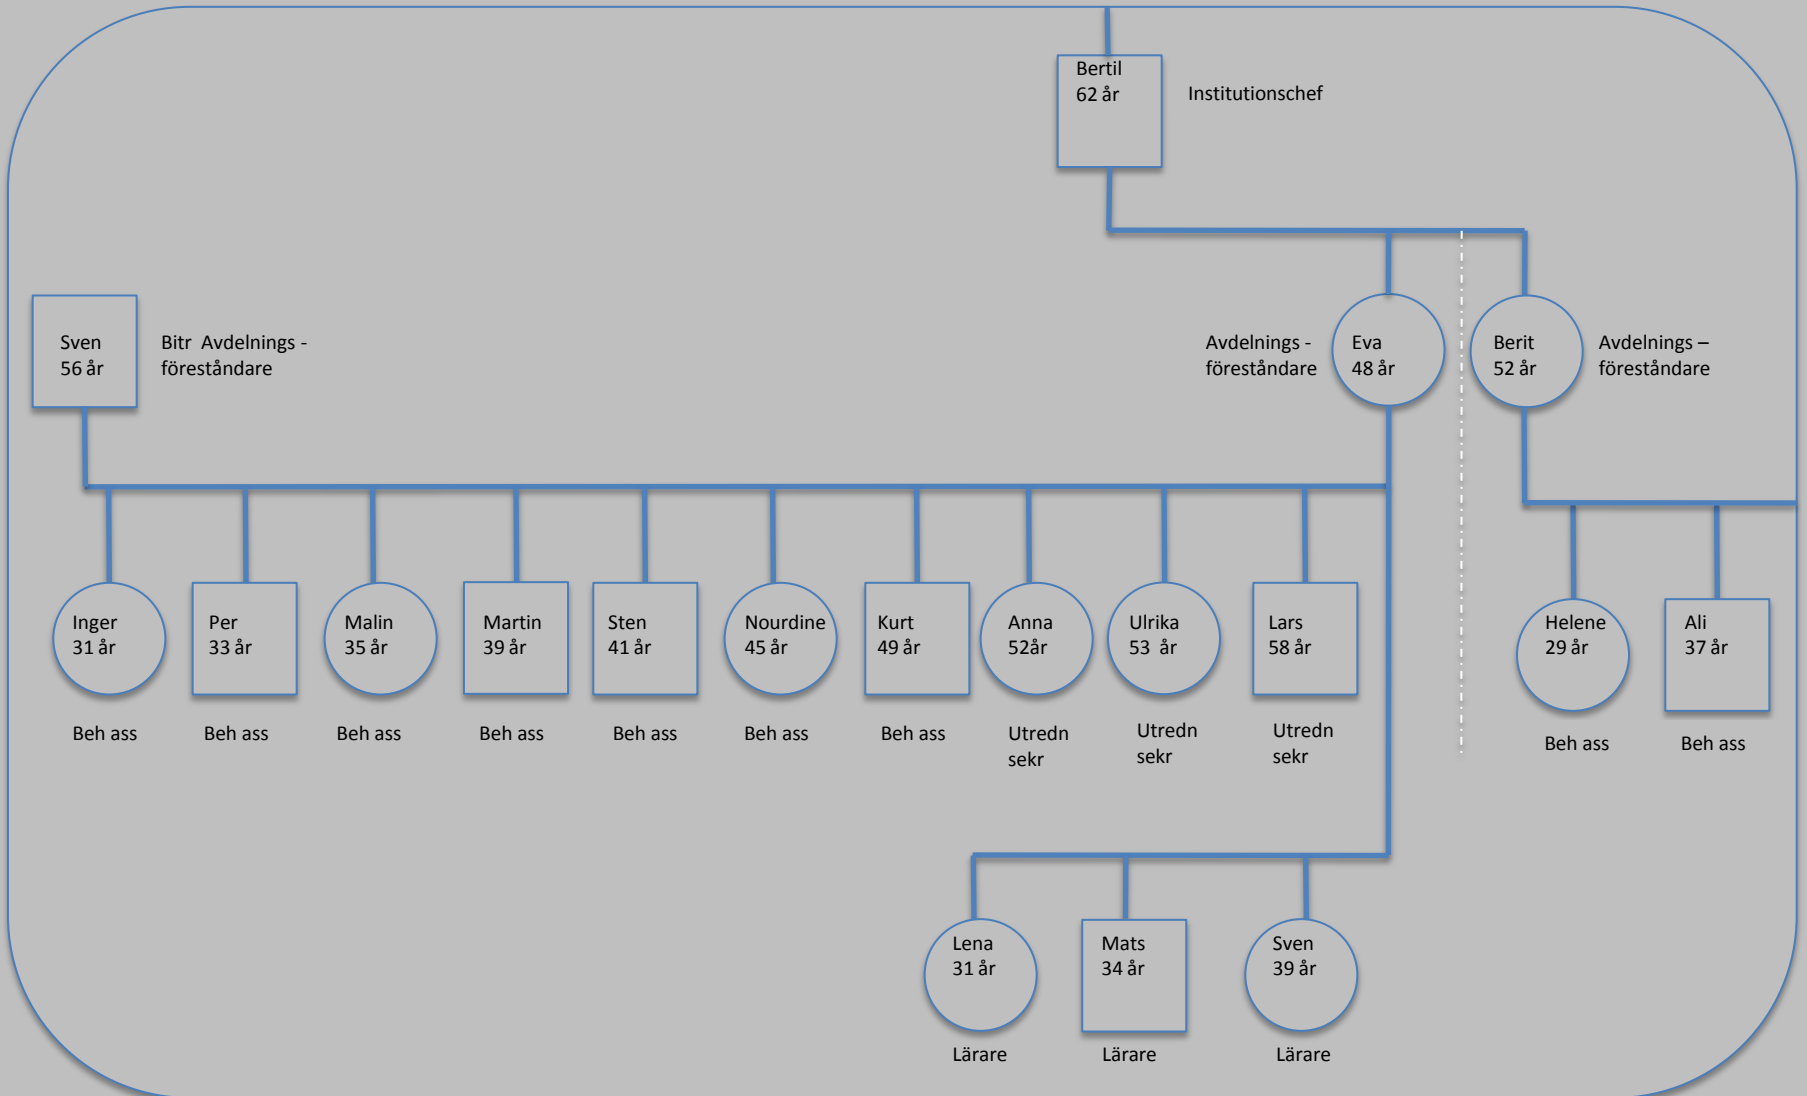 Bertil
62 år
Institutionschef
Sven
56 år
Bitr  Avdelnings -
föreståndare
Avdelnings -
föreståndare
Eva
48 år
Berit
52 år
Avdelnings –
föreståndare
Inger
31 år
Beh ass
Per
33 år
Beh ass
Malin
35 år
Beh ass
Martin
39 år
Beh ass
Sten
41 år
Beh ass
Nourdine
45 år
Beh ass
Kurt
49 år
Beh ass
Anna
52år
Utredn
sekr
Ulrika
53  år
Utredn
sekr
Lars
58 år
Utredn
sekr
Helene
29 år
Beh ass
Ali
37 år
Beh ass
Lena
31 år
Lärare
Mats
34 år
Lärare
Sven
39 år
Lärare